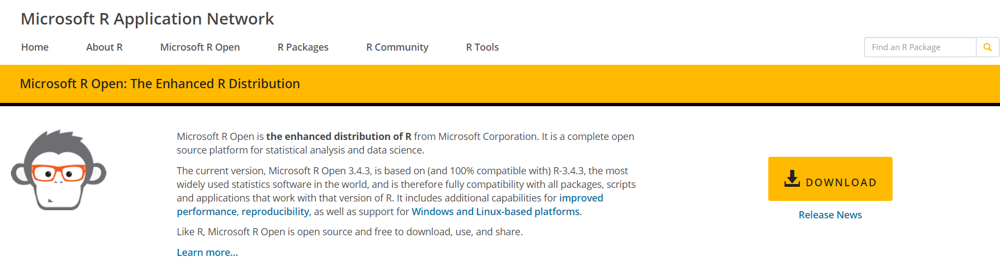 Microsoft R Application Network
Home About R Microsoft R Open R Packages R Community R Tools Find an R Package
Microsoft R Open: The Enhanced R Distribution
Microsoft R Open is the enhanced distribution of R from Microsoft Corporation. It is a complete open
source platform for statistical analysis and data science.
The current version, Microsoft R Open 3.4.3, is based on (and 100% compatible with) R-3.4.3, the most
widely used statistics software in the world, and is therefore fully compatibility with all packages, scripts
and applications that work with that version of R. It includes additional capabilities for improved
performance, reproducibility, as well as support for Windows and Linux-based platforms.
Like R, Microsoft R Open is open source and free to download, use, and share.
Learn more...
DOWNLOAD
Release News